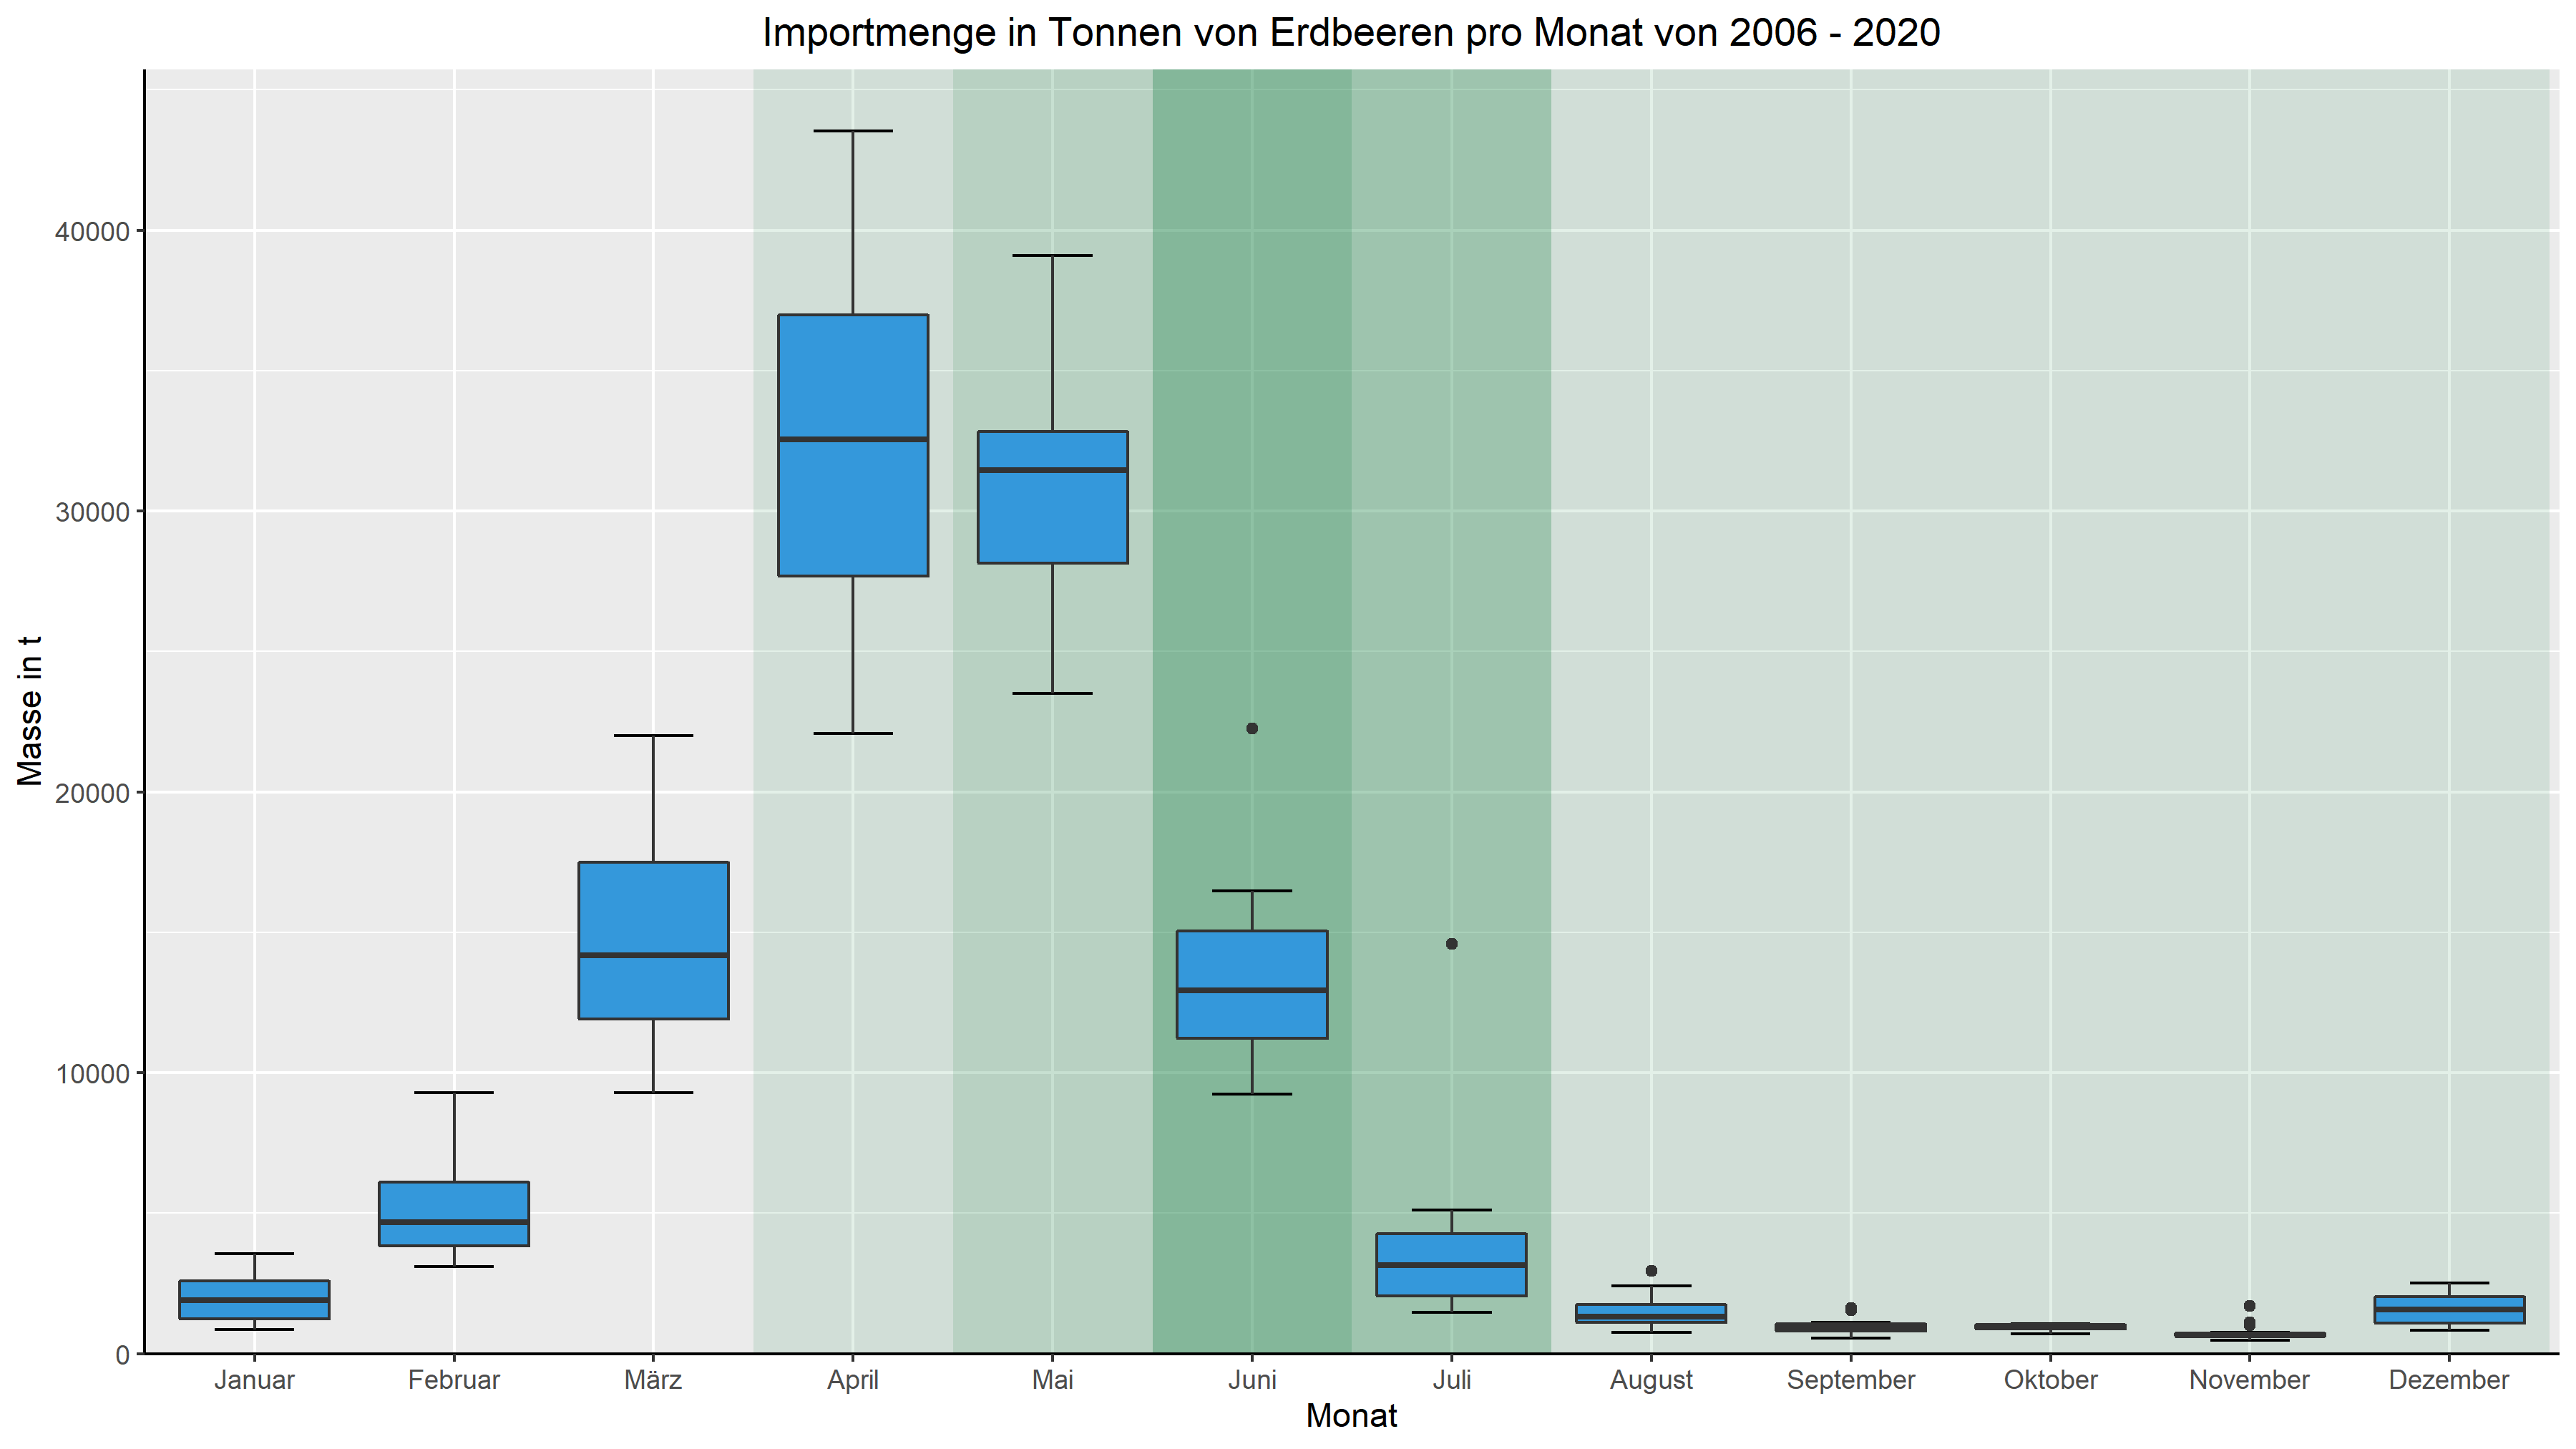 Importmenge in Tonnen von Erdbeeren pro Monat von 2006 - 2020
Masse in t
40000
30000
20000
10000
0
Januar Februar März April Mai Juni Juli August September Oktober November Dezember
Monat